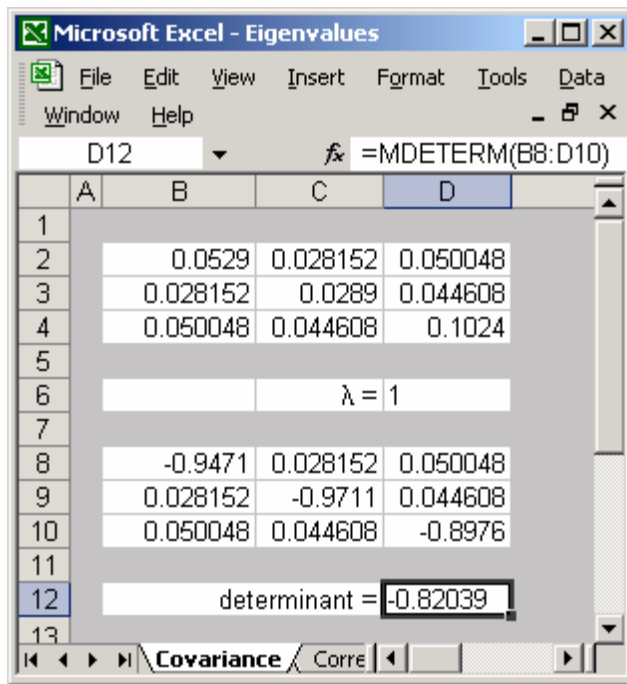 Microsoft Excel - Eigenvalues
File Edit View Insert Format Tools Data
Window Help
D12 fx =MDETERM(B8:D10)
A B C D
1
2 0.0529 0.028152 0.050048
3 0.028152 0.0289 0.044608
4 0.050048 0.044608 0.1024
5
6 λ = 1
7
8 -0.9471 0.028152 0.050048
9 0.028152 -0.9711 0.044608
10 0.050048 0.044608 -0.8976
11
12 determinant = -0.82039
13
Covariance Corre